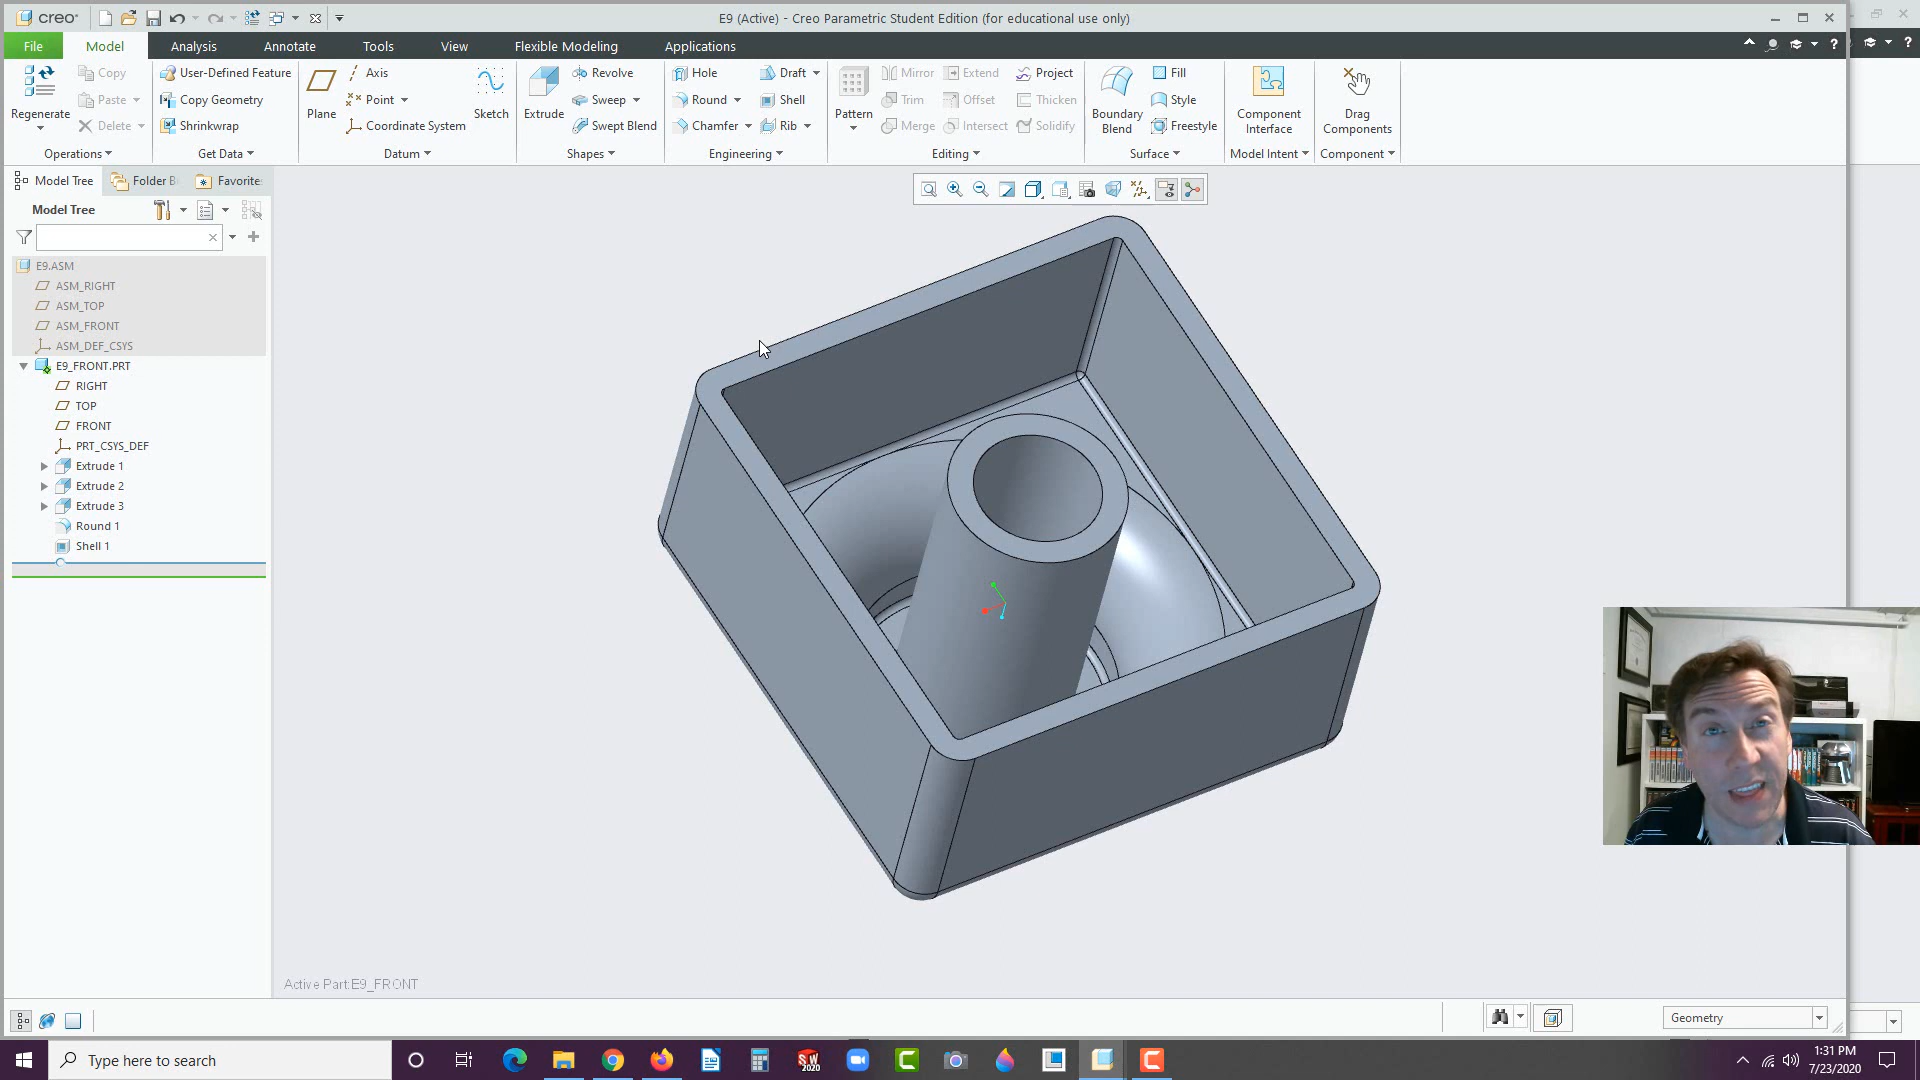 creo
E9 (Active) - Creo Parametric Student Edition (for educational use only)
File Model Analysis Annotate Tools View Flexible Modeling Applications
Regenerate Copy Paste Delete Operations
User-Defined Feature Copy Geometry Shrinkwrap Get Data
Plane Axis Point Coordinate System Sketch Datum
Extrude Revolve Sweep Swept Blend Shapes
Hole Round Chamfer Draft Shell Rib Engineering
Pattern Mirror Trim Merge Extend Offset Intersect Project Thicken Solidify Editing
Boundary Blend Fill Style Freestyle Surface
Component Interface Model Intent
Drag Components Component
Model Tree Folder B Favorite
Model Tree
E9.ASM
ASM_RIGHT
ASM_TOP
ASM_FRONT
ASM_DEF_CSYS
E9_FRONT.PRT
RIGHT
TOP
FRONT
PRT_CSYS_DEF
Extrude 1
Extrude 2
Extrude 3
Round 1
Shell 1
Active Part:E9_FRONT
Geometry
Type here to search
SW
2020
1:31 PM
7/23/2020